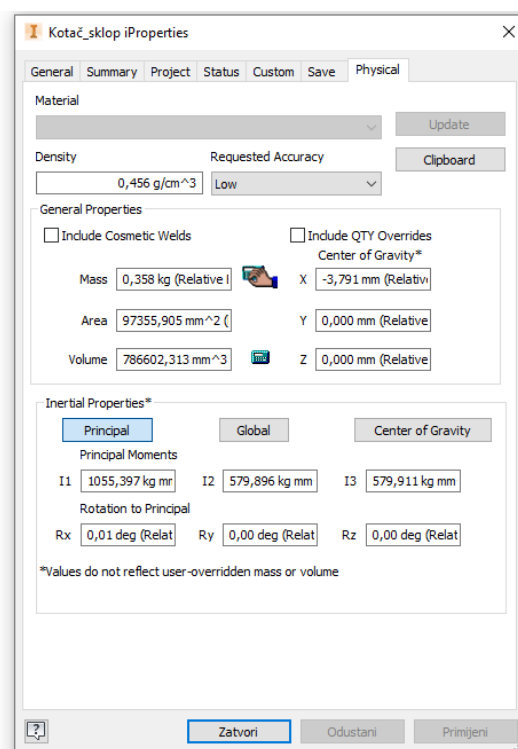 Kotač_sklop iProperties
General Summary Project Status Custom Save Physical
Material
Update
Density Requested Accuracy Clipboard
0,456 g/cm^3 Low
General Properties
Include Cosmetic Welds Include QTY Overrides
Center of Gravity*
Mass 0,358 kg (Relative X -3,791 mm (Relativ
Area 97355,905 mm^2 ( Y 0,000 mm (Relative
Volume 786602,313 mm^3 Z 0,000 mm (Relative
Inertial Properties*
Principal Global Center of Gravity
Principal Moments
I1 1055,397 kg mr I2 579,896 kg mm I3 579,911 kg mm
Rotation to Principal
Rx 0,01 deg (Relat Ry 0,00 deg (Relat Rz 0,00 deg (Relat
*Values do not reflect user-overridden mass or volume
? Zatvori Odustani Primijeni